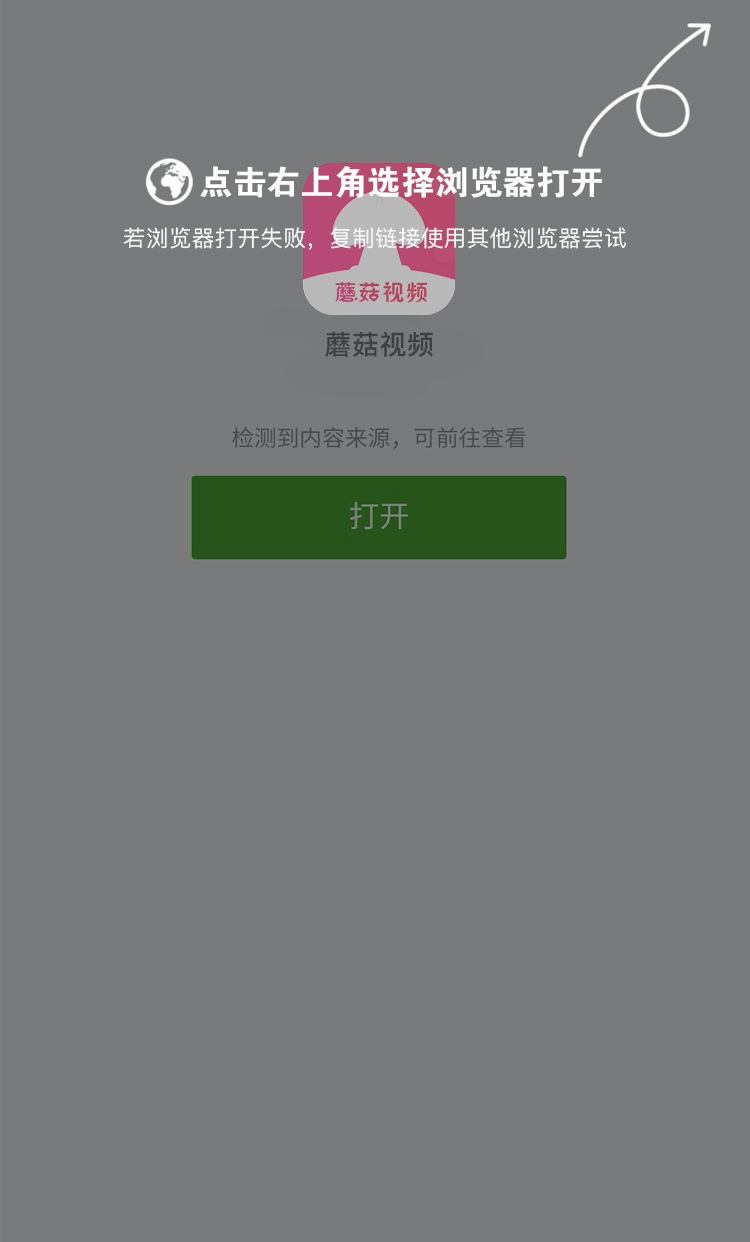 点击右上角选择浏览器打开
若浏览器打开失败，复制链接使用其他浏览器尝试
蘑菇视频
蘑菇视频
检测到内容来源，可前往查看
打开